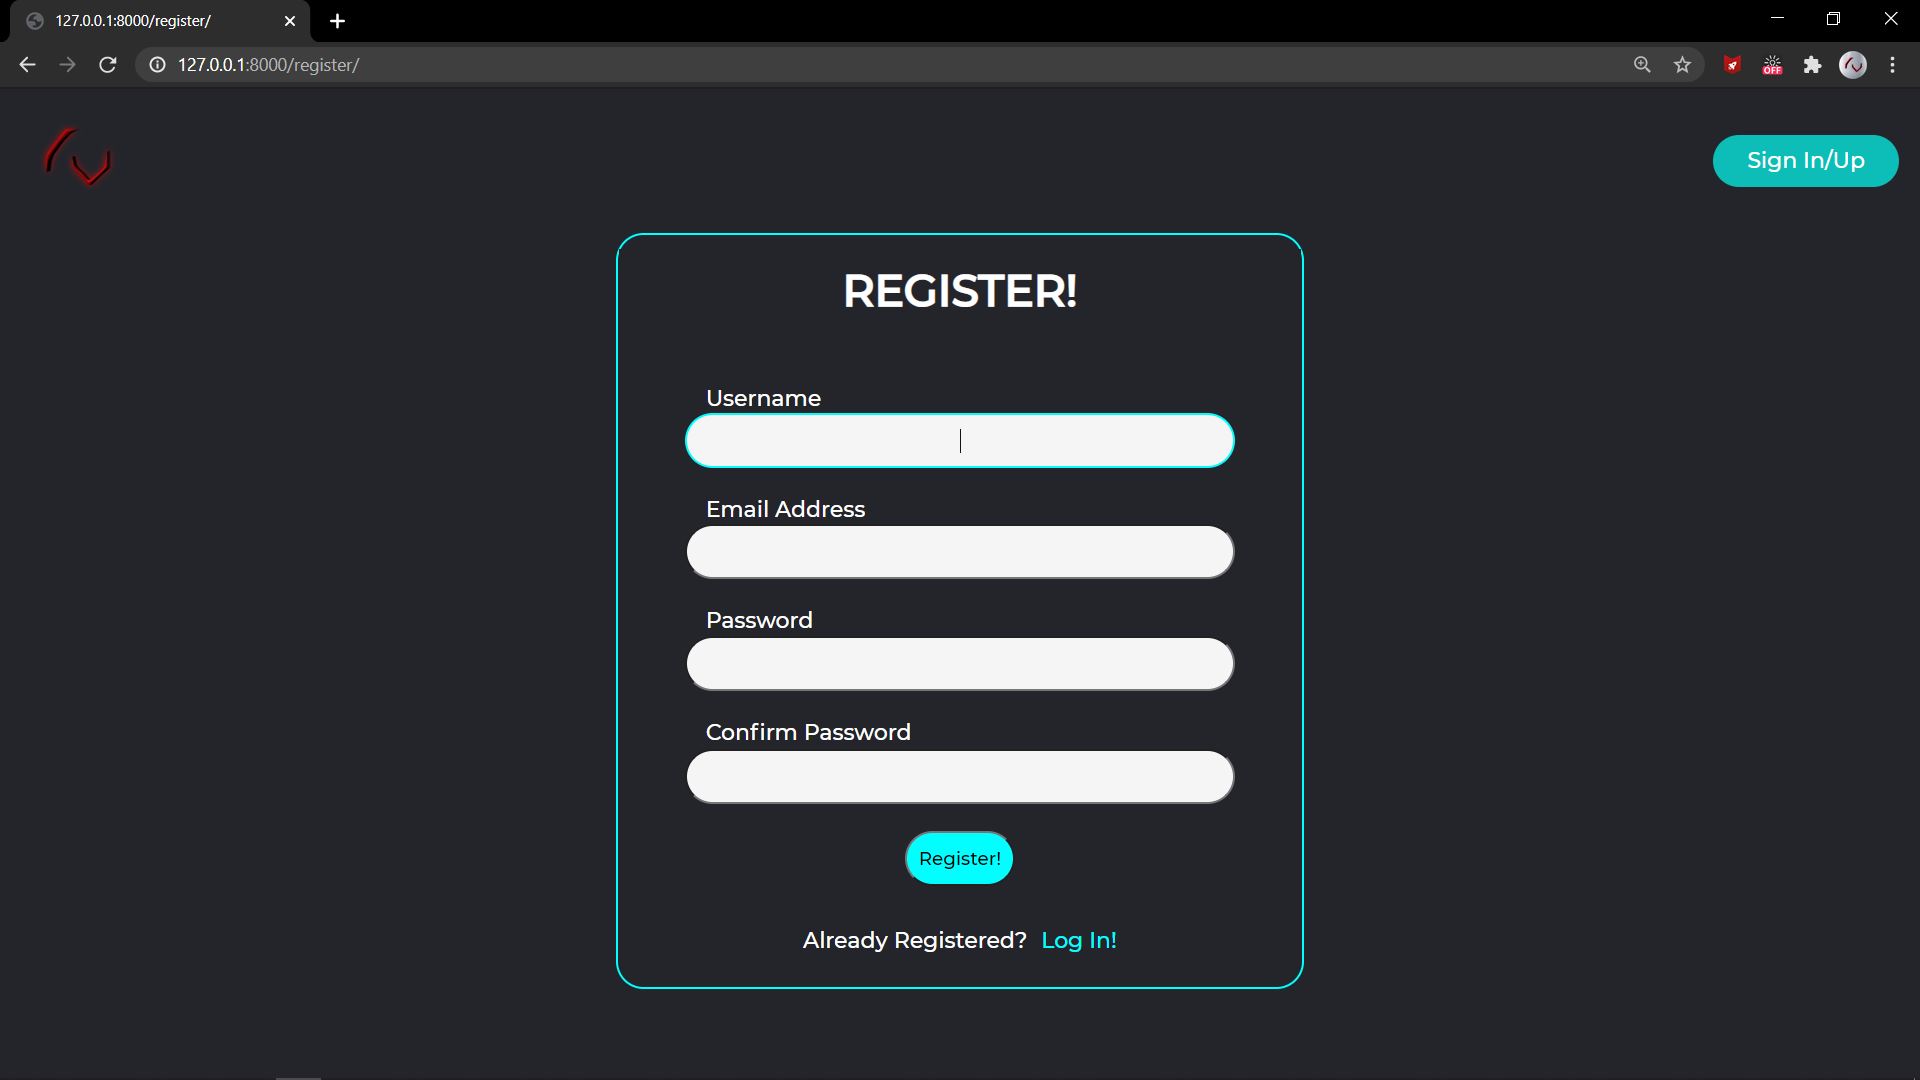 127.0.0.1:8000/register/
127.0.0.1:8000/register/
OFF
Sign In/Up
REGISTER!
Username
Email Address
Password
Confirm Password
Register!
Already Registered? Log In!